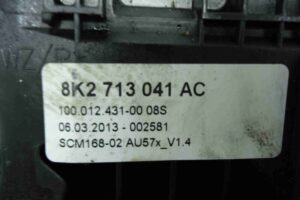 8K2 713 041 AC
100.012.431-00 08S
06.03.2013 - 002581
SCM168-02 AU57x_V1.4